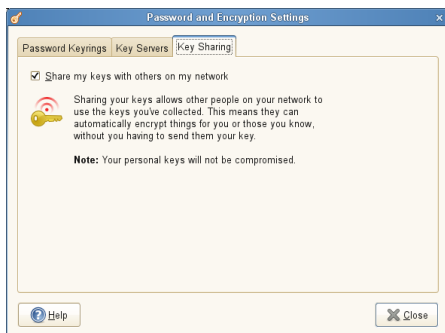 Password and Encryption Settings
Password Keyrings Key Servers Key Sharing
Share my keys with others on my network
Sharing your keys allows other people on your network to
use the keys you've collected. This means they can
automatically encrypt things for you or those you know,
without you having to send them your key.
Note: Your personal keys will not be compromised.
Help Close